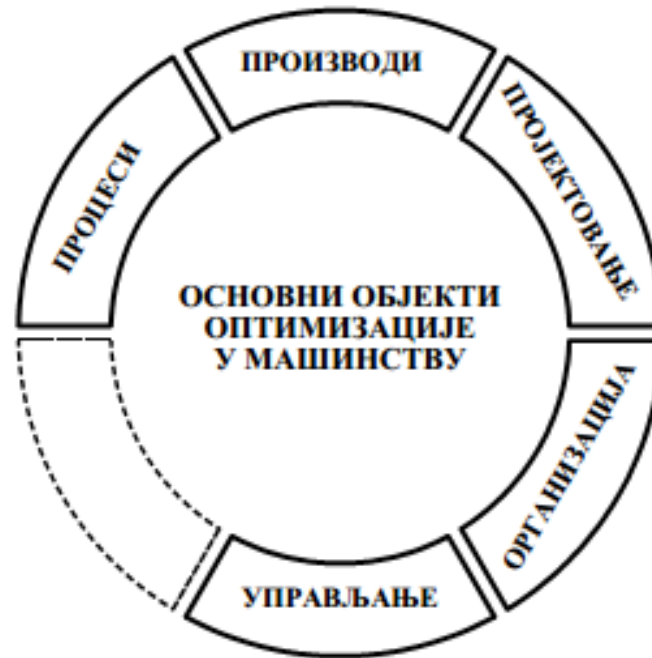 ПРОИЗВОДИ
ПРОЈЕКТОВАЊЕ
ОРГАНИЗАЦИЈА
УПРАВЉАЊЕ
ПРОЦЕСИ
ОСНОВНИ ОБЈЕКТИ
ОПТИМИЗАЦИЈЕ
У МАШИНСТВУ